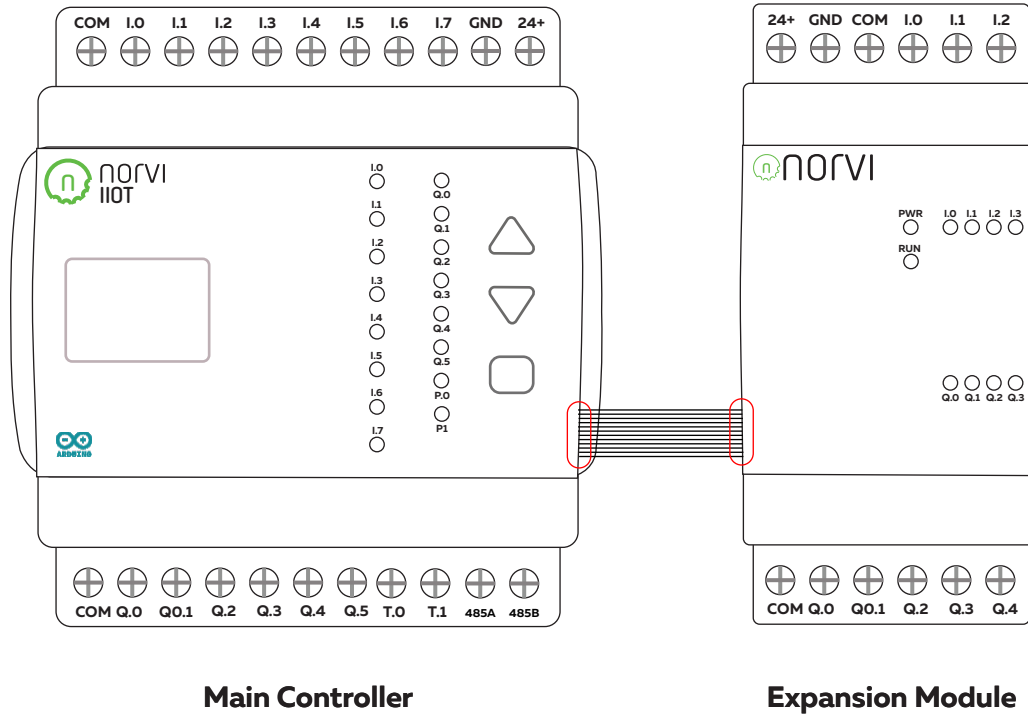 COM I.0 I.1 I.2 I.3 I.4 I.5 I.6 I.7 GND 24+
norvi
IIOT
I.0
I.1
I.2
I.3
I.4
I.5
I.6
I.7
Q.0
Q.1
Q.2
Q.3
Q.4
Q.5
P.0
P1
ARDUINO
COM Q.0 Q0.1 Q.2 Q.3 Q.4 Q.5 T.0 T.1 485A 485B
Main Controller
24+ GND COM I.0 I.1 I.2
norvi
PWR I.0 I.1 I.2 I.3
RUN
Q.0 Q.1 Q.2 Q.3
COM Q.0 Q0.1 Q.2 Q.3 Q.4
Expansion Module